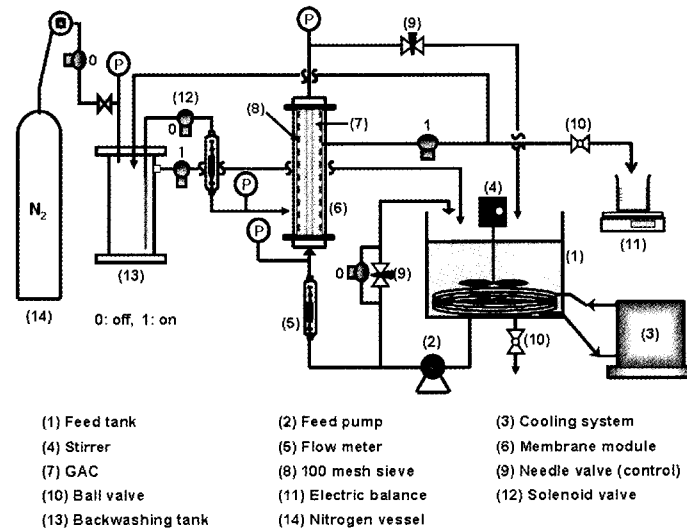 P
(9)
0
P
(12)
0
(8)
(7)
1
(10)
1
P
(4)
N2
P
(6)
(11)
0
(9)
(1)
(13)
(5)
(2)
(10)
(3)
(14)
0: off, 1: on
(1) Feed tank
(2) Feed pump
(3) Cooling system
(4) Stirrer
(5) Flow meter
(6) Membrane module
(7) GAC
(8) 100 mesh sieve
(9) Needle valve (control)
(10) Ball valve
(11) Electric balance
(12) Solenoid valve
(13) Backwashing tank
(14) Nitrogen vessel